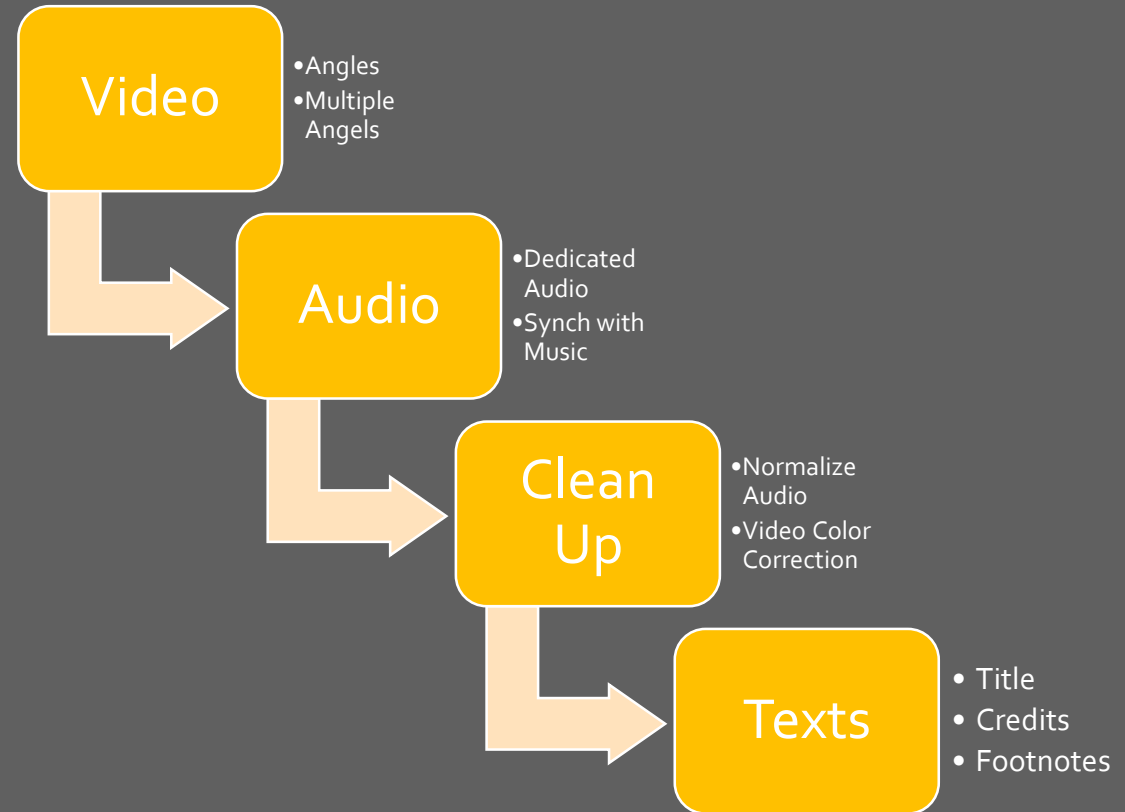 Video
•Angles
•Multiple
Angels
Audio
•Dedicated
Audio
•Synch with
Music
Clean
Up
•Normalize
Audio
•Video Color
Correction
Texts
• Title
• Credits
• Footnotes